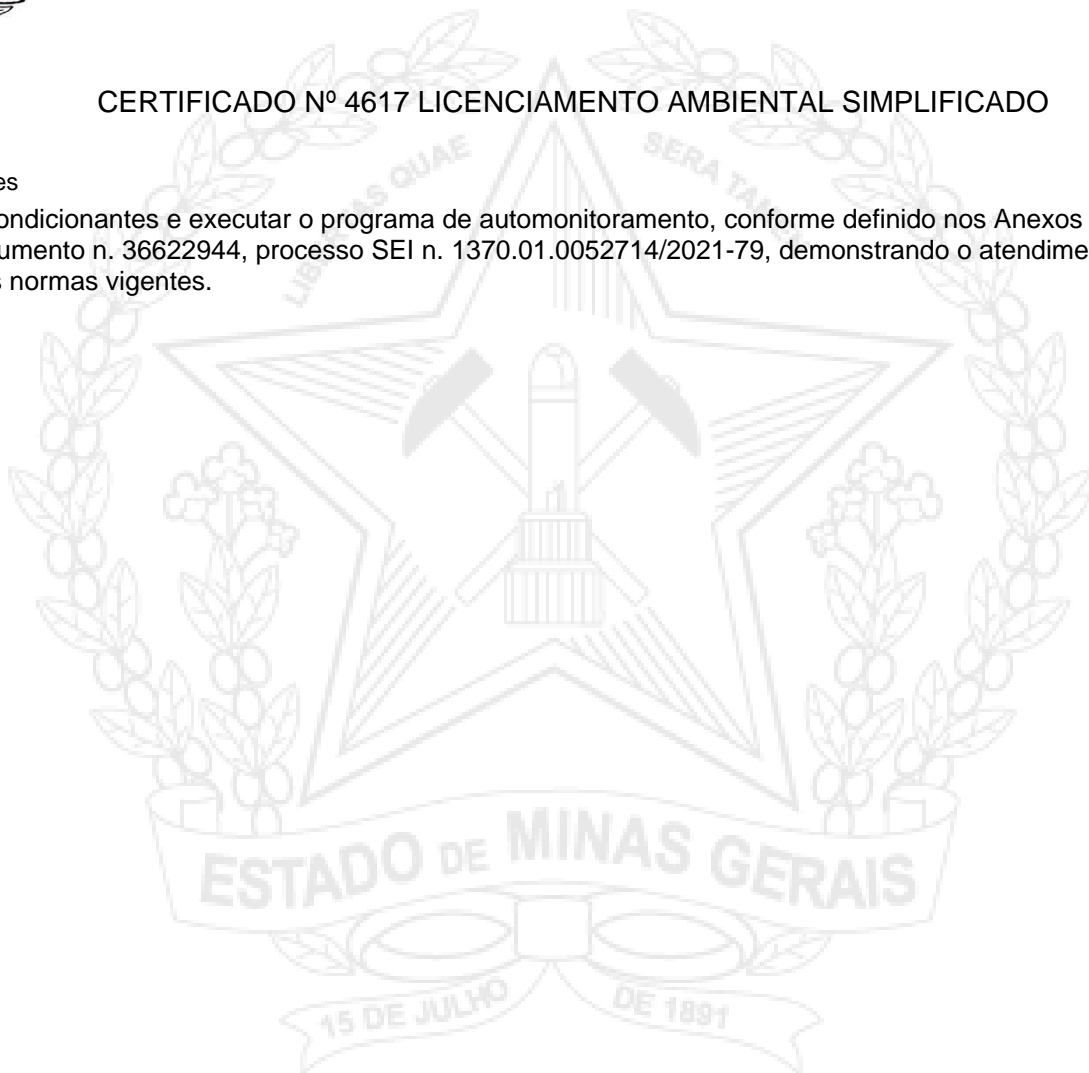 CERTIFICADO Nº 4617 LICENCIAMENTO AMBIENTAL SIMPLIFICADO
es
ondicionantes e executar o programa de automonitoramento, conforme definido nos Anexos
umento n. 36622944, processo SEI n. 1370.01.0052714/2021-79, demonstrando o atendime
s normas vigentes.
LIBERTAS QUAE SERA TAMEN
ESTADO DE MINAS GERAIS
15 DE JULHO DE 1891